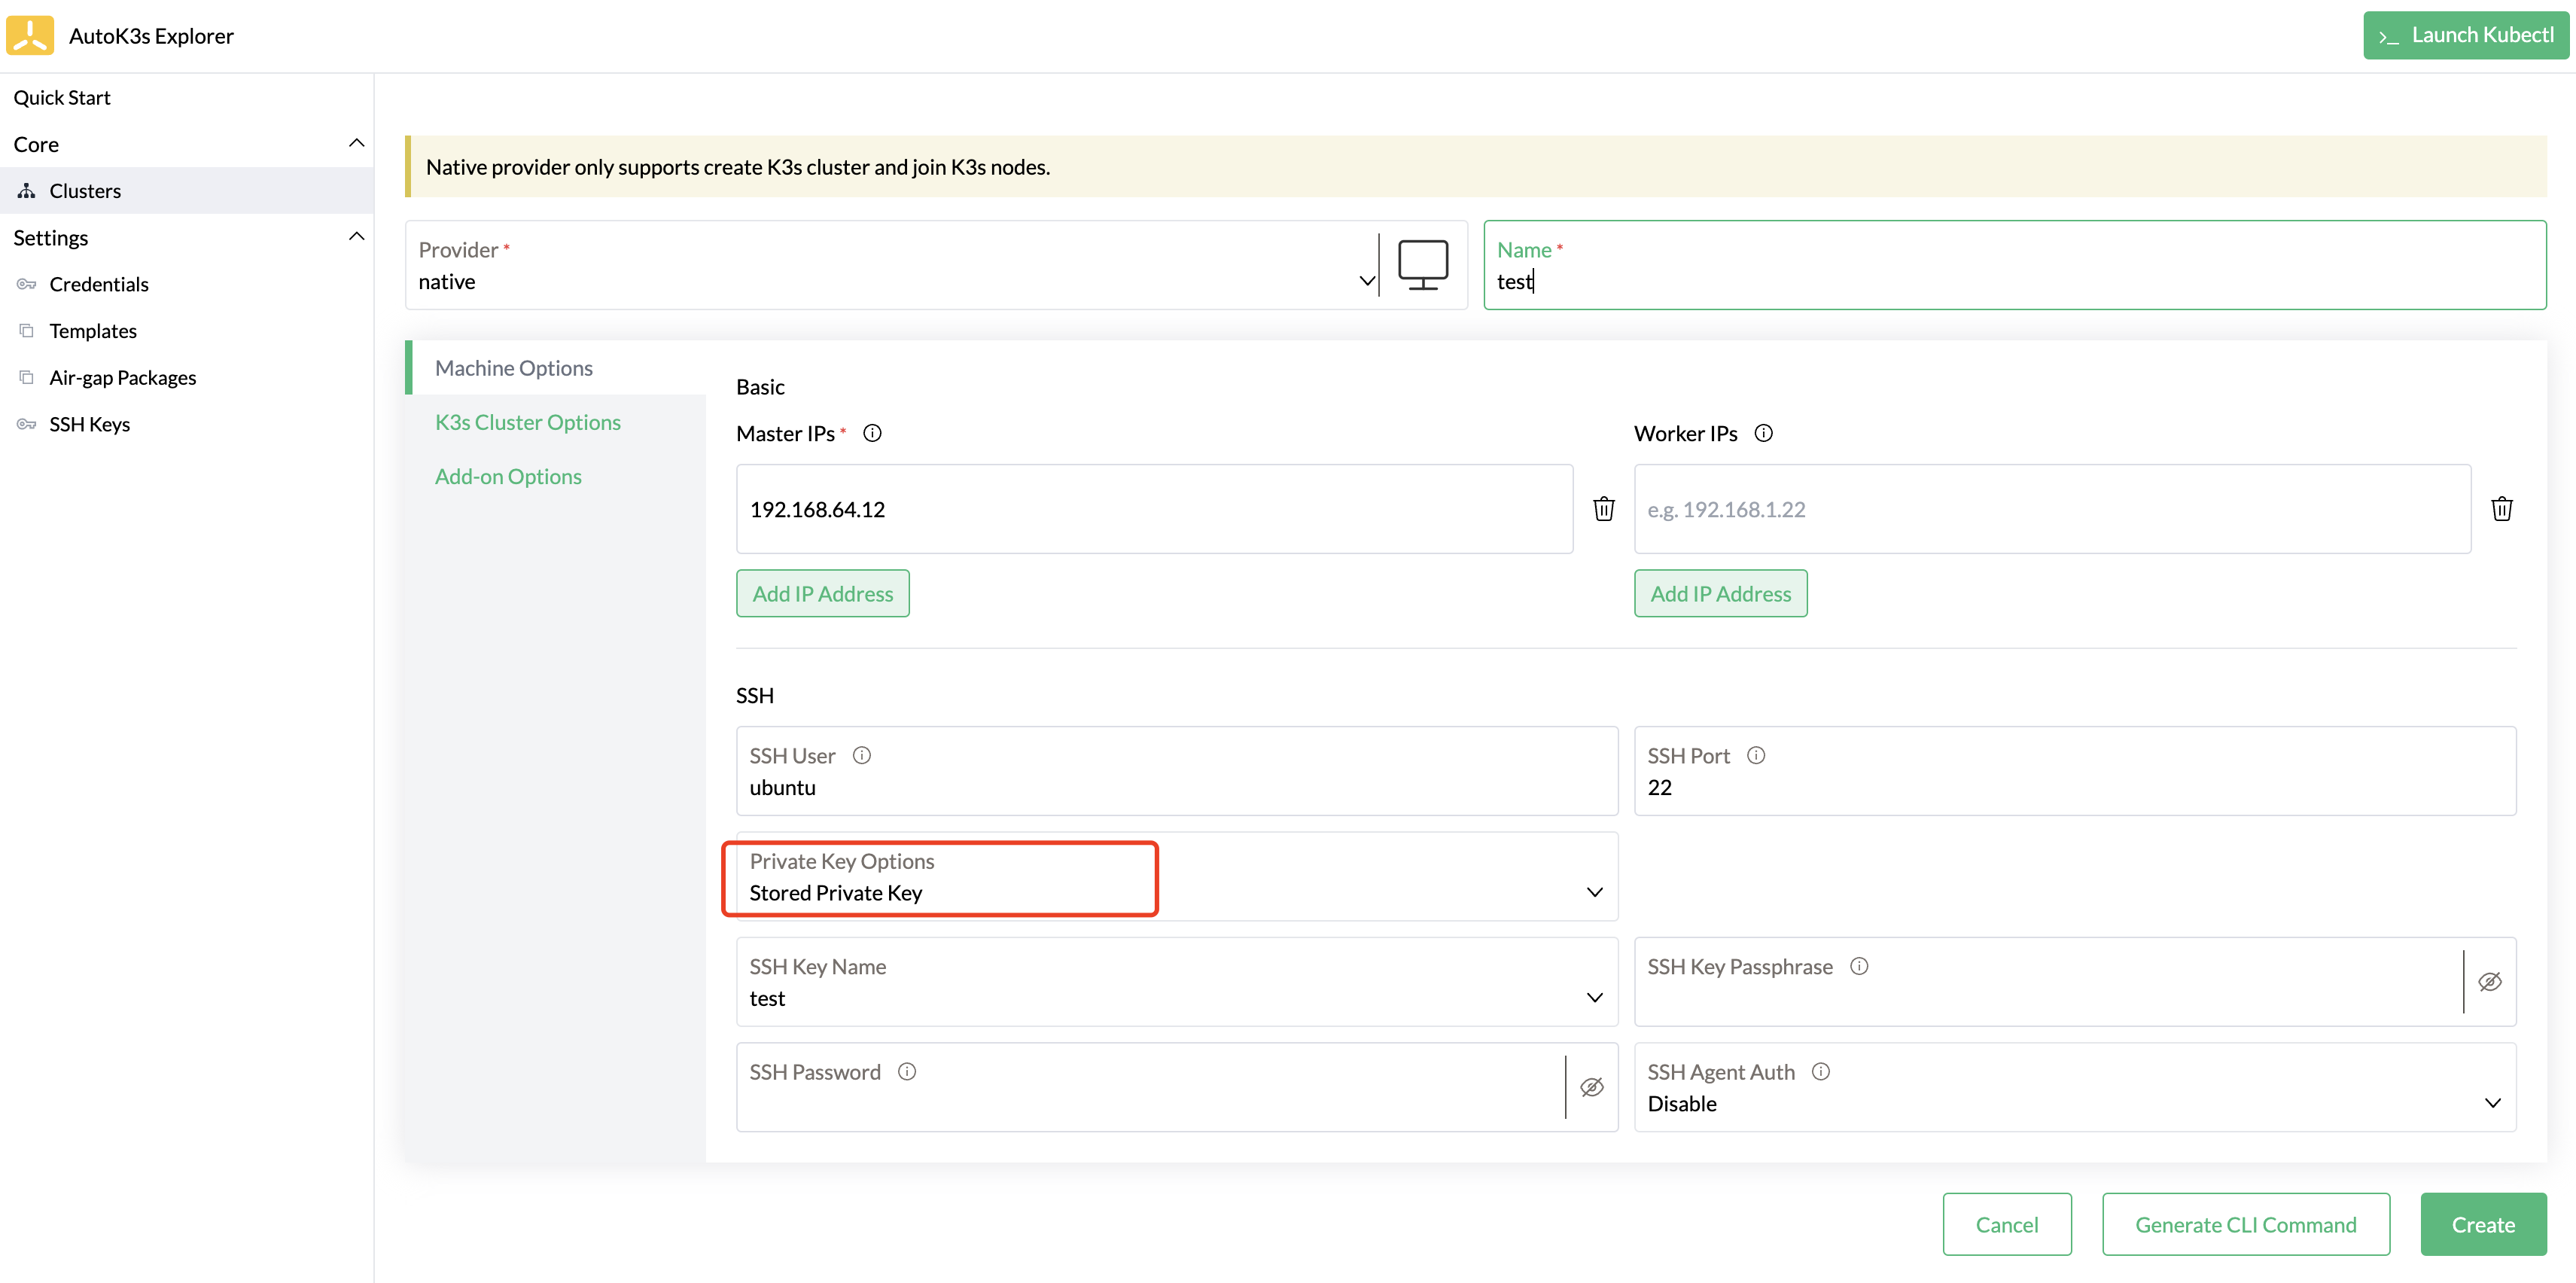 AutoK3s Explorer
>_ Launch Kubectl
Quick Start
Core
Clusters
Settings
Credentials
Templates
Air-gap Packages
SSH Keys
Native provider only supports create K3s cluster and join K3s nodes.
Provider *
native
Name *
test
Machine Options
K3s Cluster Options
Add-on Options
Basic
Master IPs *
192.168.64.12
Add IP Address
Worker IPs
e.g. 192.168.1.22
Add IP Address
SSH
SSH User
ubuntu
SSH Port
22
Private Key Options
Stored Private Key
SSH Key Name
test
SSH Key Passphrase
SSH Password
SSH Agent Auth
Disable
Cancel
Generate CLI Command
Create